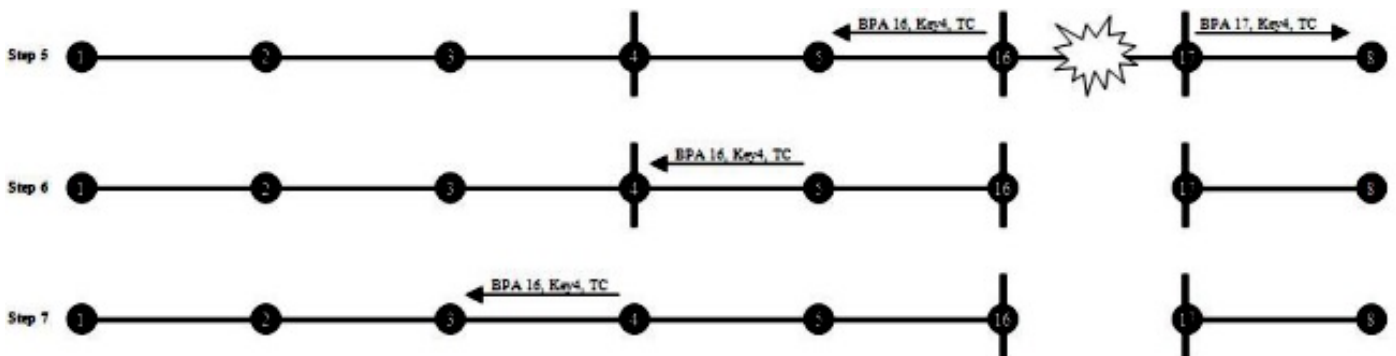 BPA 16, Key4, TC BPA 17, Key4, TC
Step 5 1 2 3 4 5 16 17 8
BPA 16, Key4, TC
Step 6 1 2 3 4 5 16 17 8
BPA 16, Key4, TC
Step 7 1 2 3 4 5 16 17 8